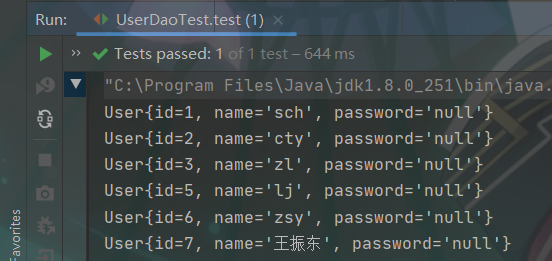 Run: UserDaoTest.test (1) ×
» Tests passed: 1 of 1 test – 644 ms
"C:\Program Files\Java\jdk1.8.0_251\bin\java.
User{id=1, name='sch', password='null'}
User{id=2, name='cty', password='null'}
User{id=3, name='zl', password='null'}
User{id=5, name='lj', password='null'}
User{id=6, name='zsy', password='null'}
User{id=7, name='王振东', password='null'}
Favorites